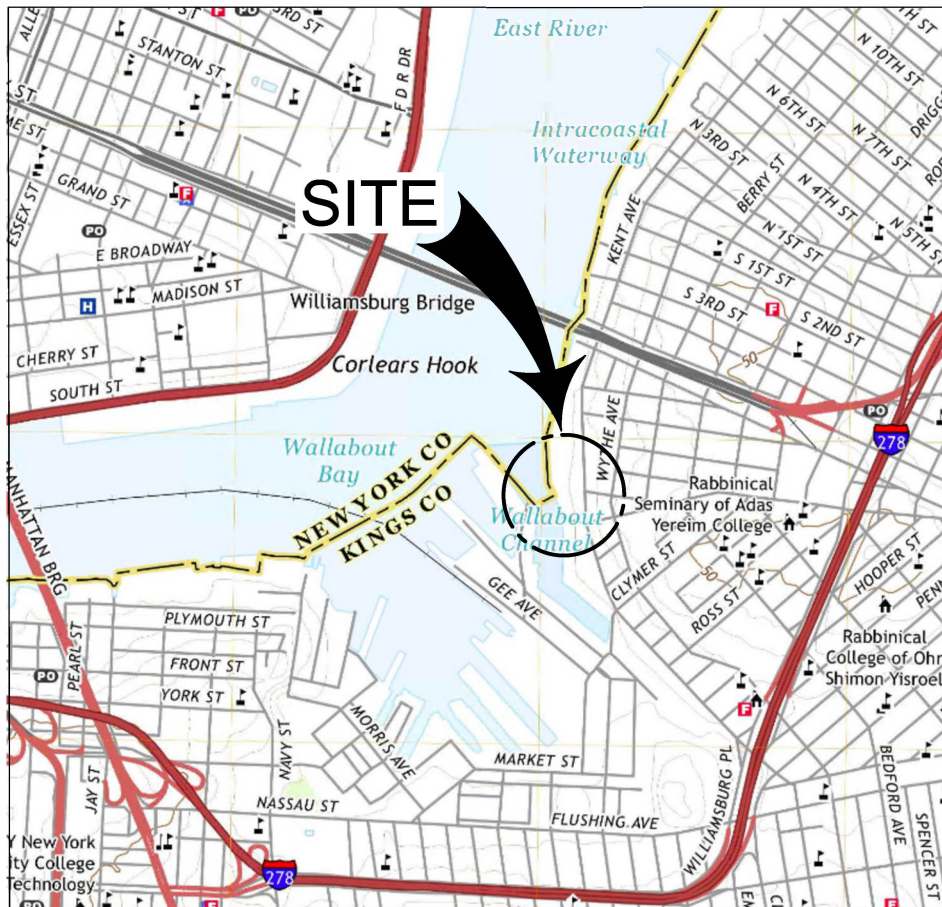 East River
3RD ST
STANTON ST
F D R DR
N 10TH ST
Intracoastal
Waterway
N 6TH ST
N 7TH ST
N 3RD ST
BERRY ST
N 4TH ST
N 5TH ST
GRAND ST
ESSEX ST
SITE
KENT AVE
N 1ST ST
PO
E BROADWAY
S 1ST ST
MADISON ST
H
Williamsburg Bridge
S 3RD ST
S 2ND ST
F
CHERRY ST
Corlears Hook
50
SOUTH ST
PO
278
WYTHE AVE
Wallabout
Bay
NEW YORK CO
KINGS CO
Rabbinical
Seminary of Adas
Yereim College
Wallabout
Channel
MANHATTAN BRG
GEE AVE
CLYMER ST
50
HOOPER ST
ROSS ST
PLYMOUTH ST
PEARL ST
FRONT ST
PO
YORK ST
Rabbinical
College of Ohr
Shimon Yisroel
F
NAVY ST
MORRIS AVE
MARKET ST
JAY ST
NASSAU ST
FLUSHING AVE
WILLIAMSBURG PL
BEDFORD AVE
SPENCER ST
Y New York
ity College
Technology
278